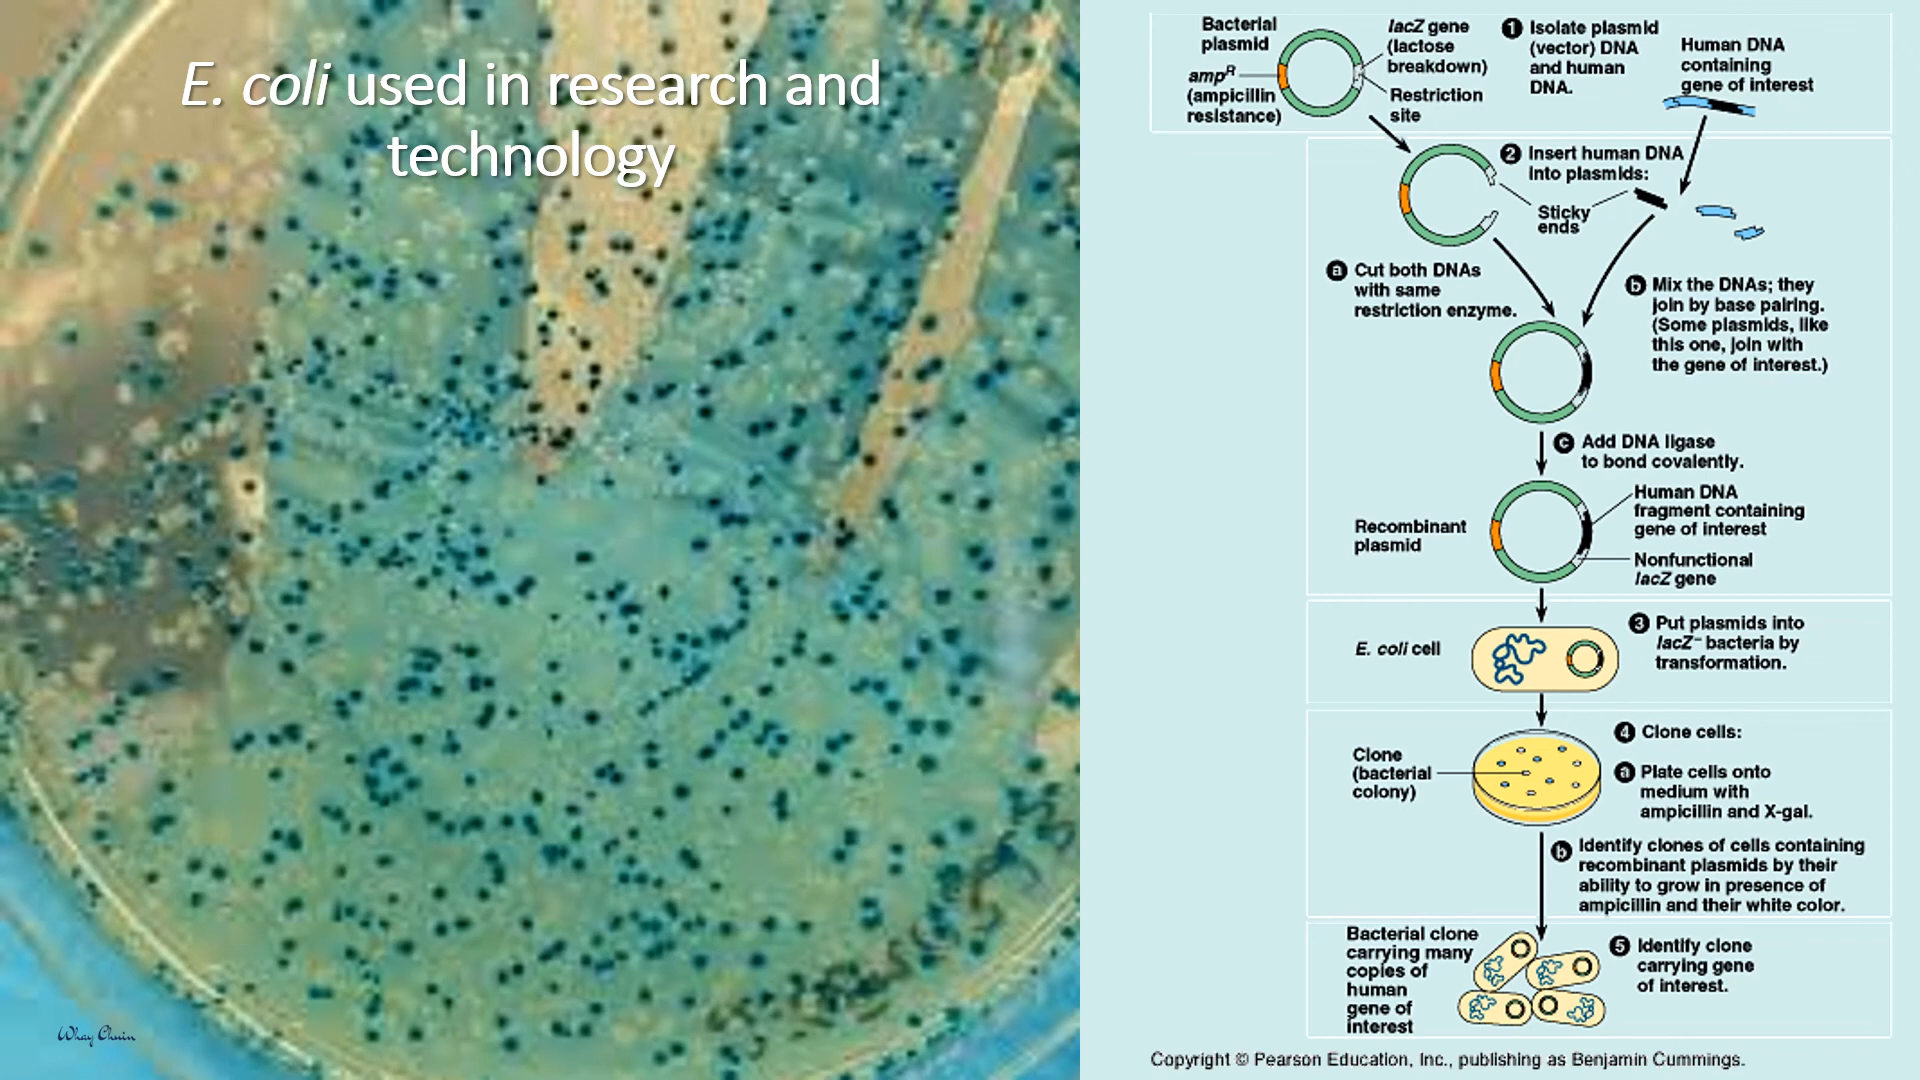 E. coli used in research and
technology
Whay Chuin
Bacterial
plasmid
lacZ gene
(lactose
breakdown)
ampR
(ampicillin
resistance)
Restriction
site
1 Isolate plasmid
(vector) DNA
and human
DNA.
Human DNA
containing
gene of interest
2 Insert human DNA
into plasmids:
Sticky
ends
a Cut both DNAs
with same
restriction enzyme.
b Mix the DNAs; they
join by base pairing.
(Some plasmids, like
this one, join with
the gene of interest.)
c Add DNA ligase
to bond covalently.
Recombinant
plasmid
Human DNA
fragment containing
gene of interest
Nonfunctional
lacZ gene
E. coli cell
3 Put plasmids into
lacZ– bacteria by
transformation.
Clone
(bacterial
colony)
4 Clone cells:
a Plate cells onto
medium with
ampicillin and X-gal.
b Identify clones of cells containing
recombinant plasmids by their
ability to grow in presence of
ampicillin and their white color.
Bacterial clone
carrying many
copies of
human
gene of
interest
5 Identify clone
carrying gene
of interest.
Copyright © Pearson Education, Inc., publishing as Benjamin Cummings.